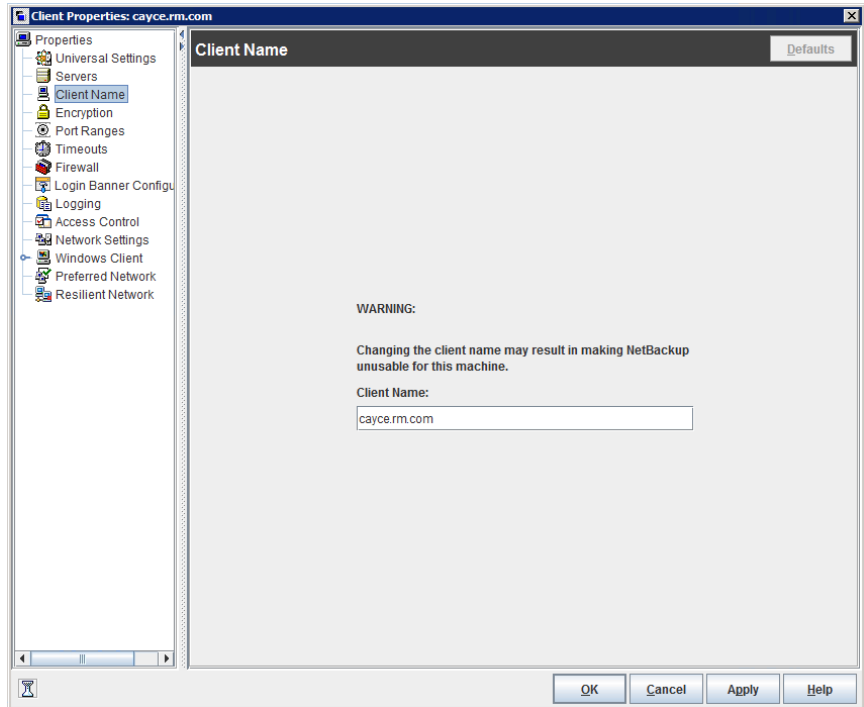 Client Properties: cayce.rm.com
Properties
Universal Settings
Servers
Client Name
Encryption
Port Ranges
Timeouts
Firewall
Login Banner Configu
Logging
Access Control
Network Settings
Windows Client
Preferred Network
Resilient Network
Client Name
Defaults
WARNING:
Changing the client name may result in making NetBackup
unusable for this machine.
Client Name:
cayce.rm.com
OK
Cancel
Apply
Help